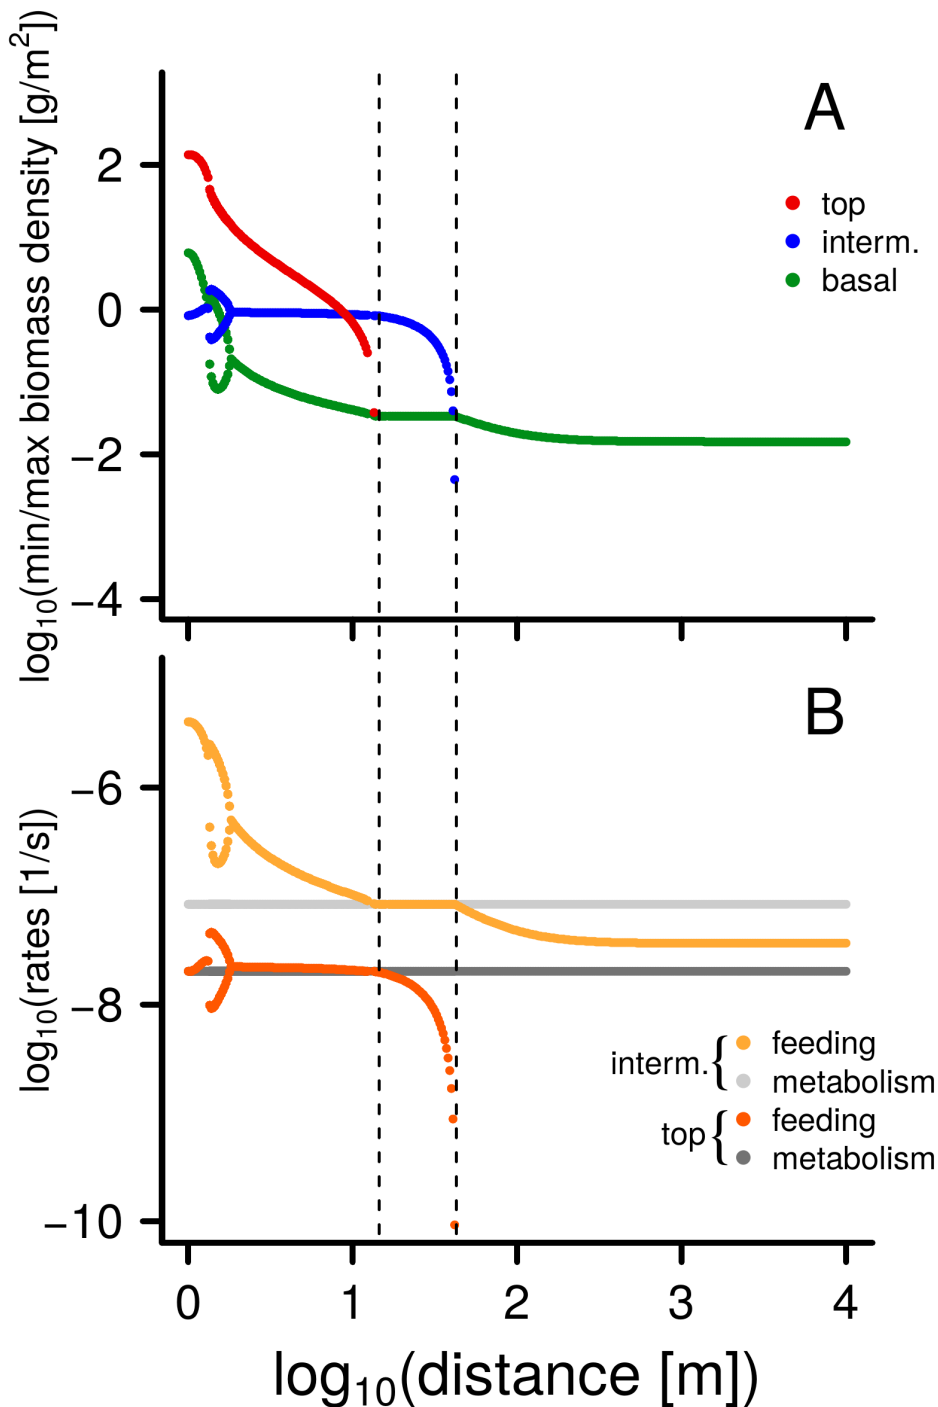 log10(min/max biomass density [g/m2])
A
2
0
−2
−4
top
interm.
basal
log10(rates [1/s])
B
−6
−8
−10
interm.{ feeding
metabolism
top{ feeding
metabolism
0 1 2 3 4
log10(distance [m])